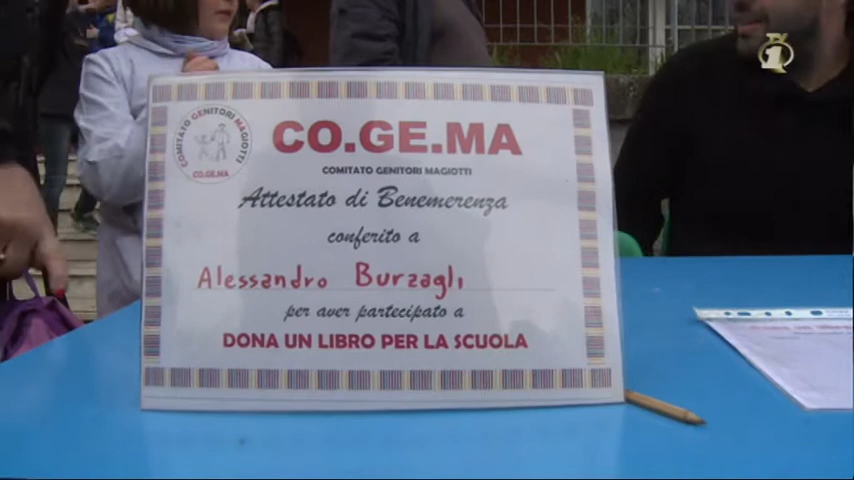 CO.GE.MA
COMITATO GENITORI MAGIOTTI
COMITATO GENITORI MAGIOTTI
CO.GE.MA
Attestato di Benemerenza
conferito a
Alessandro Burzagli
per aver partecipato a
DONA UN LIBRO PER LA SCUOLA